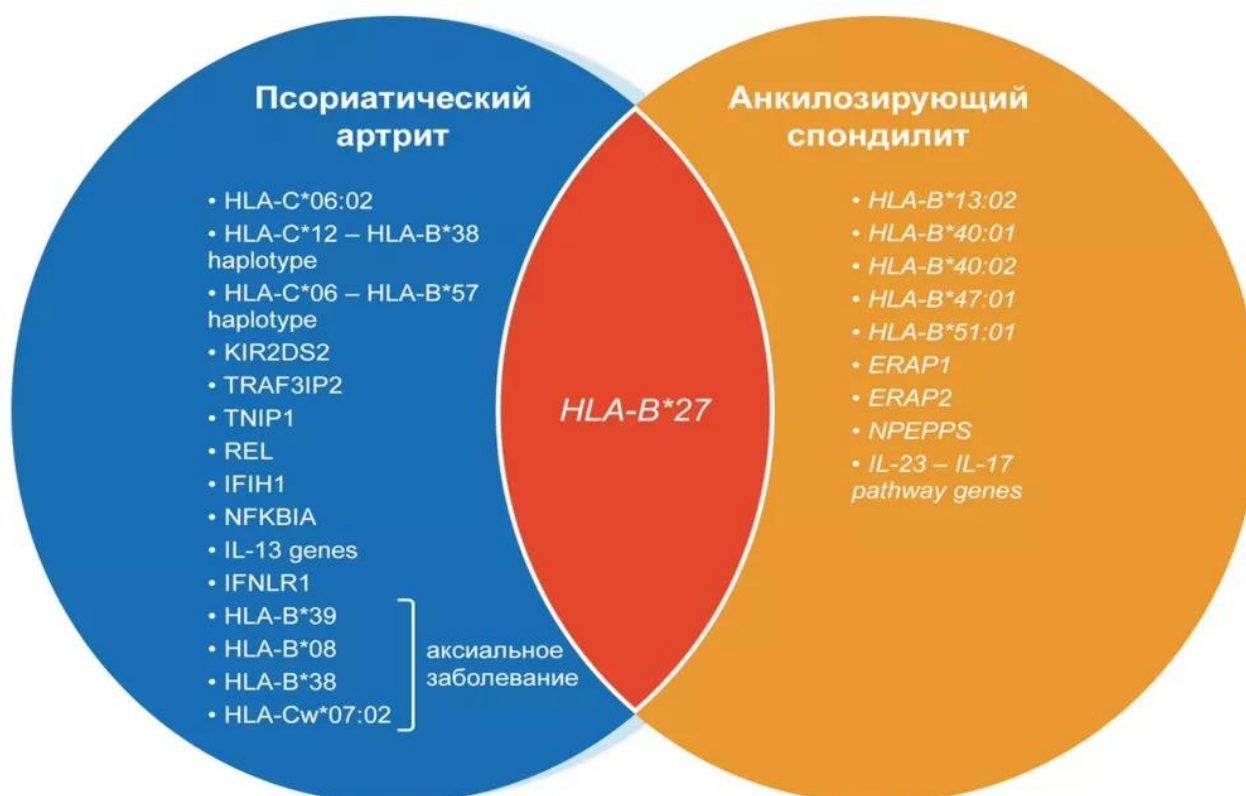 Псориатический
артрит
• HLA-C*06:02
• HLA-C*12 – HLA-B*38
haplotype
• HLA-C*06 – HLA-B*57
haplotype
• KIR2DS2
• TRAF3IP2
• TNIP1
• REL
• IFIH1
• NFKBIA
• IL-13 genes
• IFNLR1
• HLA-B*39
• HLA-B*08
• HLA-B*38
• HLA-Cw*07:02
аксиальное
заболевание
HLA-B*27
Анкилозирующий
спондилит
• HLA-B*13:02
• HLA-B*40:01
• HLA-B*40:02
• HLA-B*47:01
• HLA-B*51:01
• ERAP1
• ERAP2
• NPEPPS
• IL-23 – IL-17
pathway genes